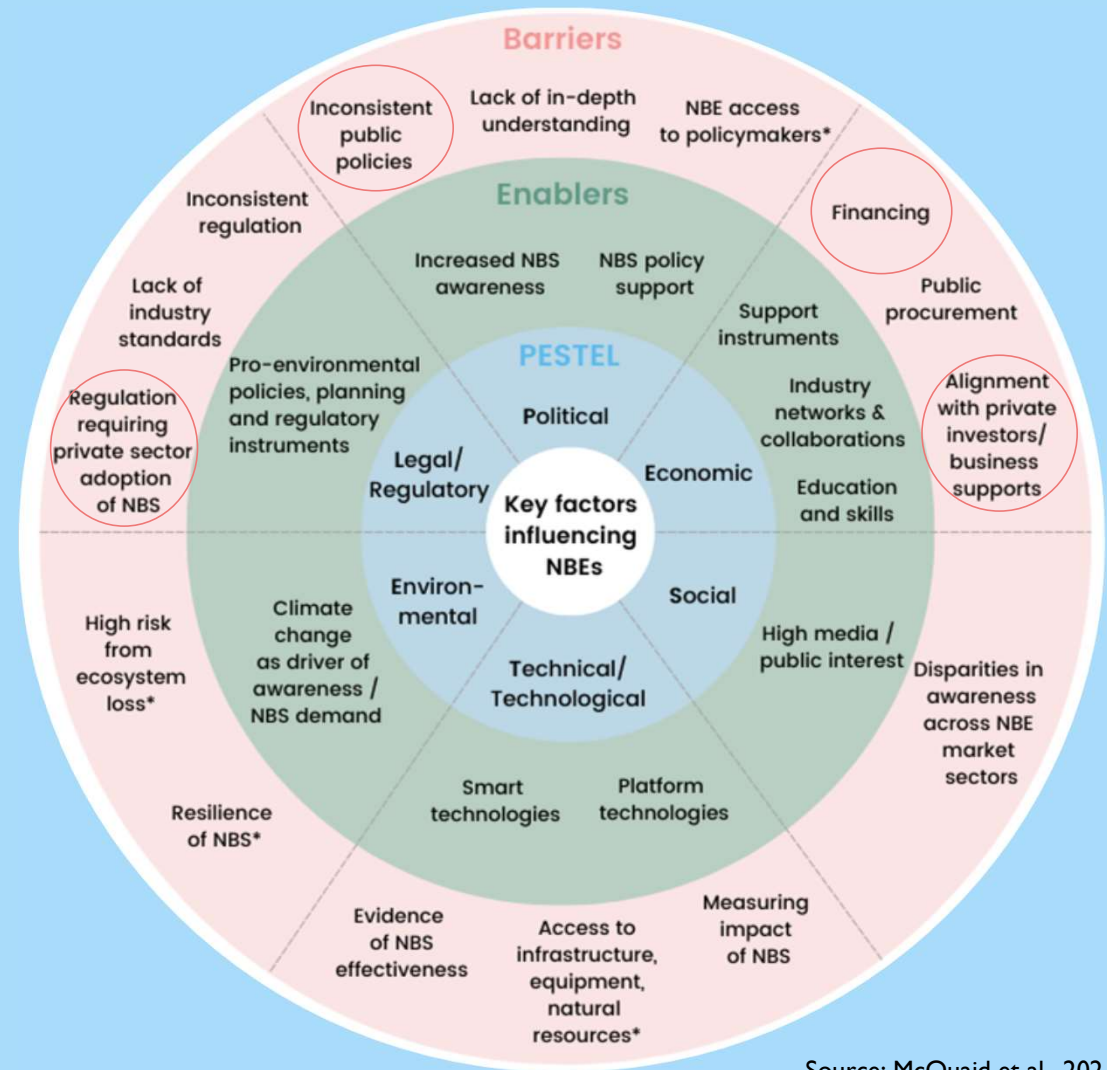 Barriers
Inconsistent
public
policies
Lack of in-depth
understanding
NBE access
to policymakers*
Financing
Public
procurement
Alignment
with private
investors/
business
supports
Disparities in
awareness
across NBE
market
sectors
Measuring
impact
of NBS
Access to
infrastructure,
equipment,
natural
resources*
Evidence
of NBS
effectiveness
Resilience
of NBS*
High risk
from
ecosystem
loss*
Regulation
requiring
private sector
adoption
of NBS
Lack of
industry
standards
Inconsistent
regulation
Enablers
Increased NBS
awareness
NBS policy
support
Support
instruments
Industry
networks &
collaborations
Education
and skills
High media /
public interest
Platform
technologies
Smart
technologies
Climate
change
as driver of
awareness /
NBS demand
Pro-environmental
policies, planning
and regulatory
instruments
PESTEL
Political
Economic
Social
Technical/
Technological
Environ-
mental
Legal/
Regulatory
Key factors
influencing
NBEs
Source: McQuaid et al., 202